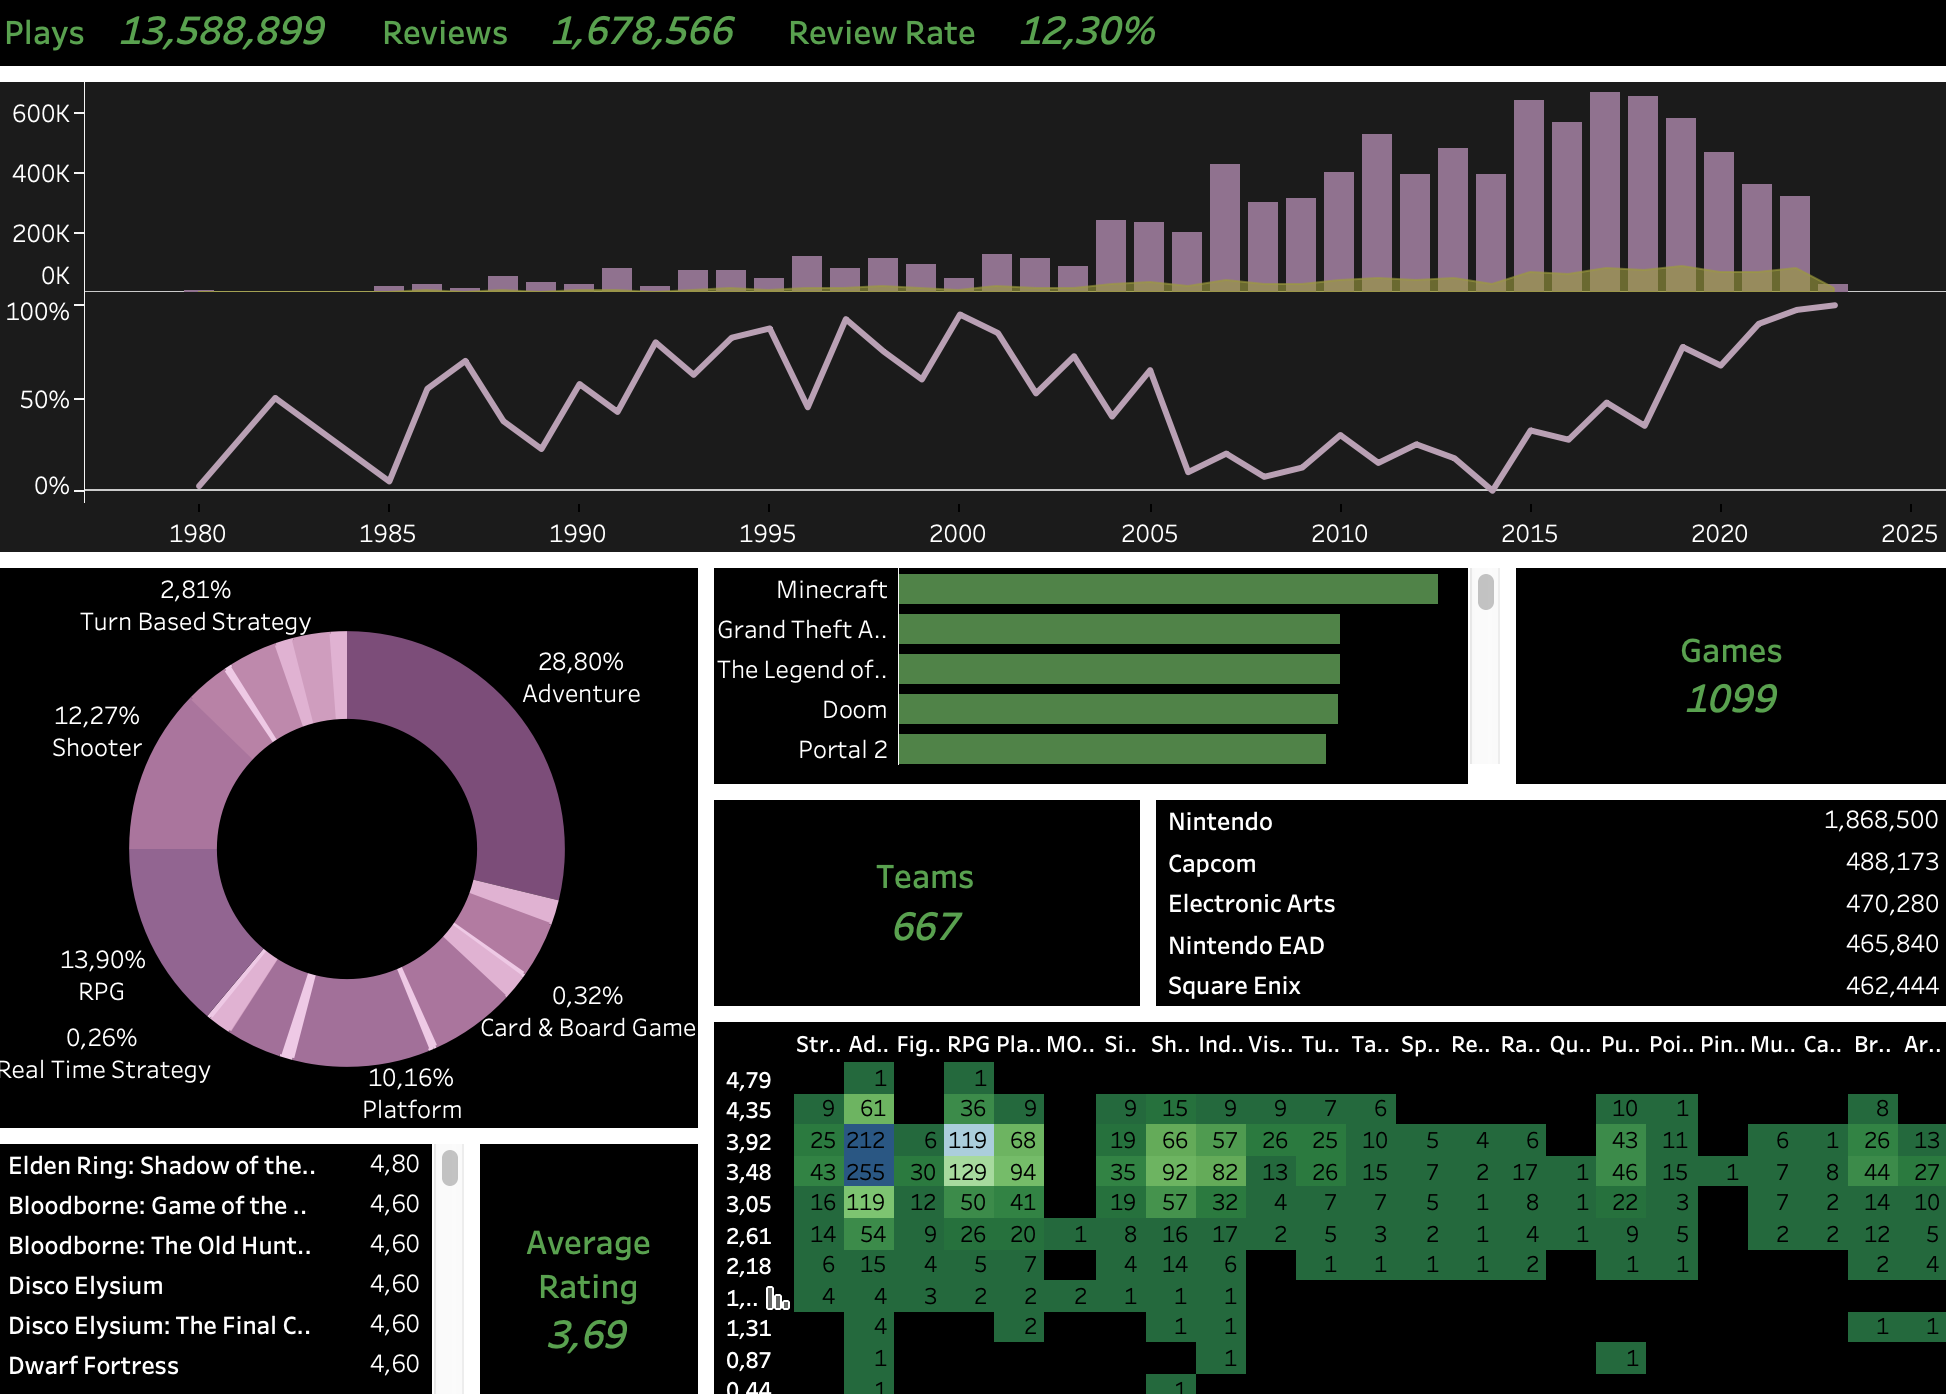 Plays 13,588,899 Reviews 1,678,566 Review Rate 12,30%
600K
400K
200K
0K
100%
50%
0%
1980 1985 1990 1995 2000 2005 2010 2015 2020 2025
2,81%
Turn Based Strategy
28,80%
Adventure
12,27%
Shooter
13,90%
RPG
0,26%
Real Time Strategy
0,32%
Card & Board Game
10,16%
Platform
Minecraft
Grand Theft A..
The Legend of..
Doom
Portal 2
Games
1099
Teams
667
Nintendo 1,868,500
Capcom 488,173
Electronic Arts 470,280
Nintendo EAD 465,840
Square Enix 462,444
Elden Ring: Shadow of the.. 4,80
Bloodborne: Game of the .. 4,60
Bloodborne: The Old Hunt.. 4,60
Disco Elysium 4,60
Disco Elysium: The Final C.. 4,60
Dwarf Fortress 4,60
Average
Rating
3,69
Str.. Ad.. Fig.. RPG Pla.. MO.. Si.. Sh.. Ind.. Vis.. Tu.. Ta.. Sp.. Re.. Ra.. Qu.. Pu.. Poi.. Pin.. Mu.. Ca.. Br.. Ar..
4,79 1 1
4,35 9 61 36 9 9 15 9 9 7 6 10 1 8
3,92 25 212 6 119 68 19 66 57 26 25 10 5 4 6 43 11 6 1 26 13
3,48 43 255 30 129 94 35 92 82 13 26 15 7 2 17 1 46 15 1 7 8 44 27
3,05 16 119 12 50 41 19 57 32 4 7 7 5 1 8 1 22 3 7 2 14 10
2,61 14 54 9 26 20 1 8 16 17 2 5 3 2 1 4 1 9 5 2 2 12 5
2,18 6 15 4 5 7 4 14 6 1 1 1 1 2 1 1 2 4
1,.. 4 4 3 2 2 2 1 1 1
1,31 4 2 1 1 1 1
0,87 1 1 1
0,44 1 1